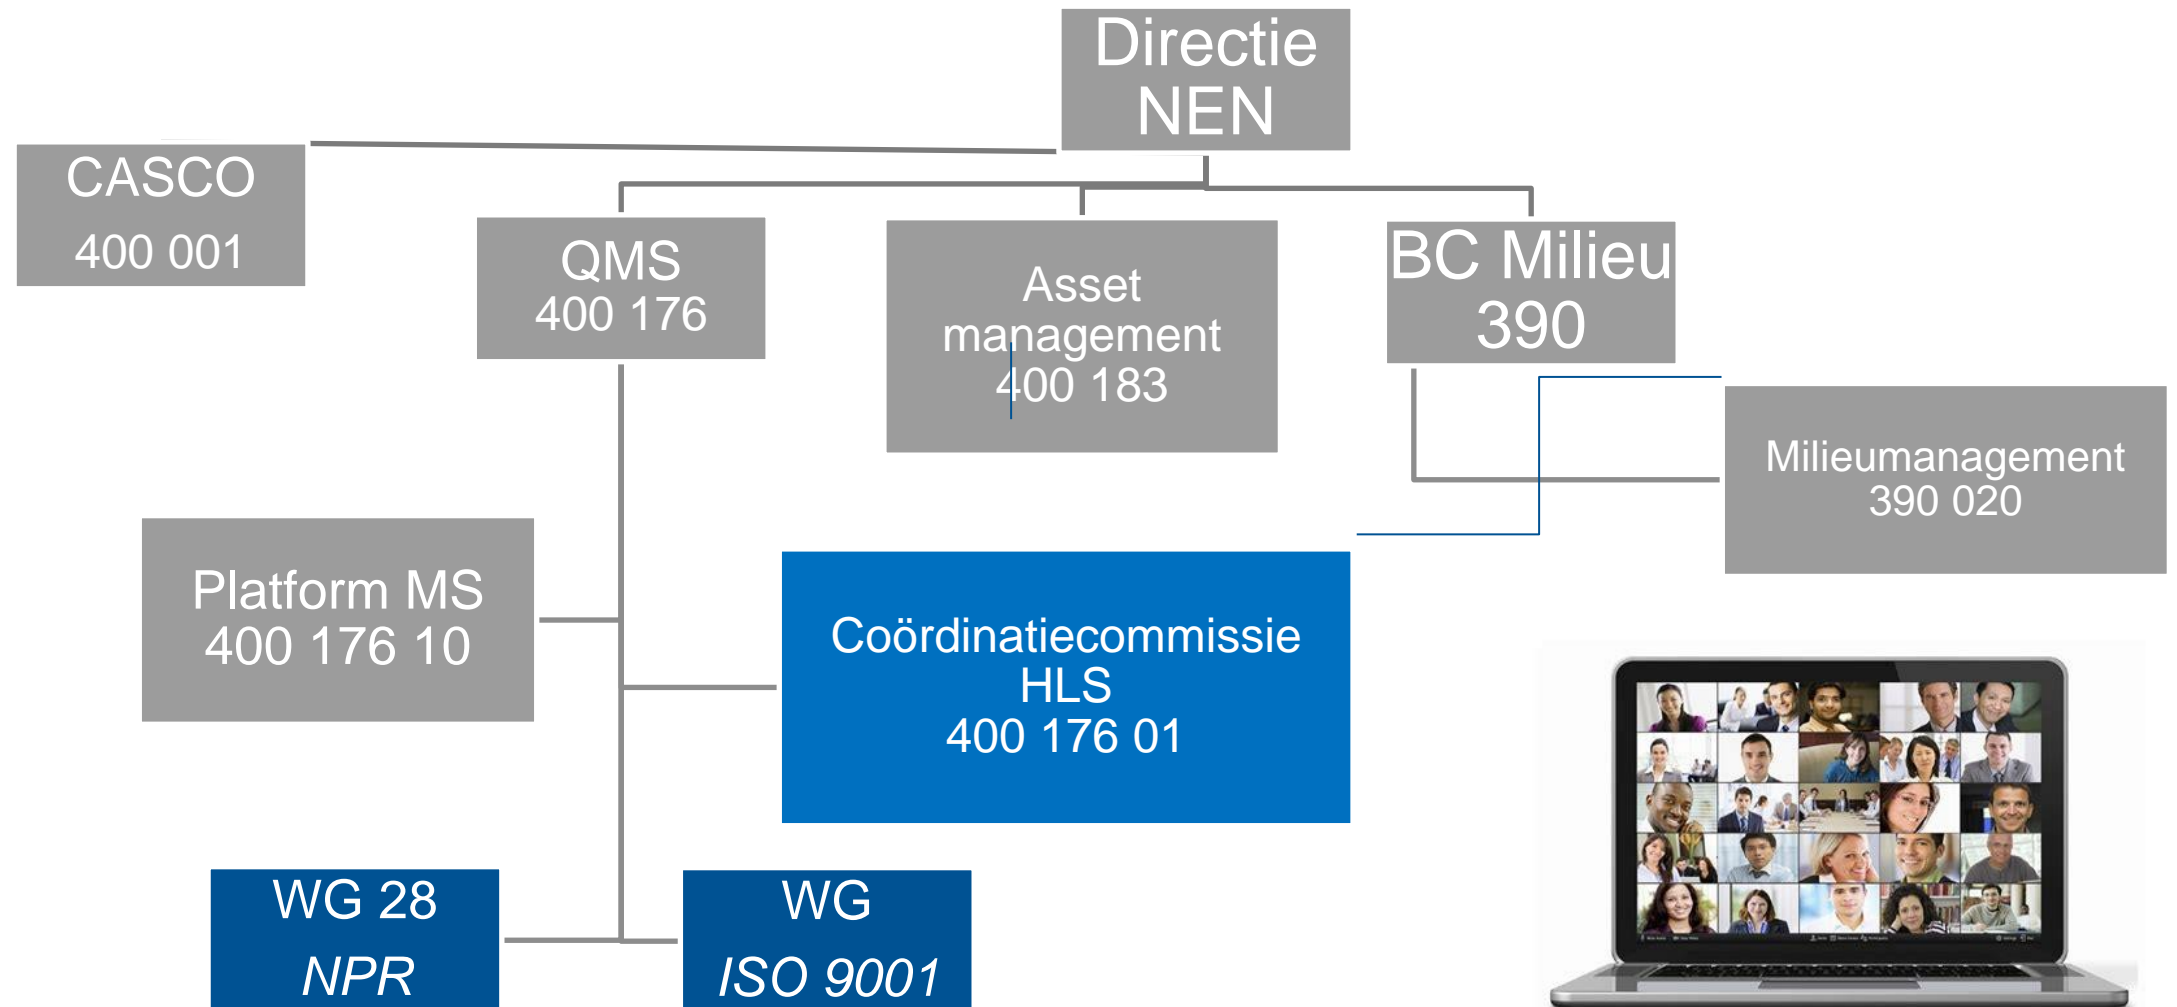 Directie
NEN
CASCO
400 001
QMS
400 176
Asset
management
400 183
BC Milieu
390
Milieumanagement
390 020
Platform MS
400 176 10
Coördinatiecommissie
HLS
400 176 01
WG 28
NPR
WG
ISO 9001